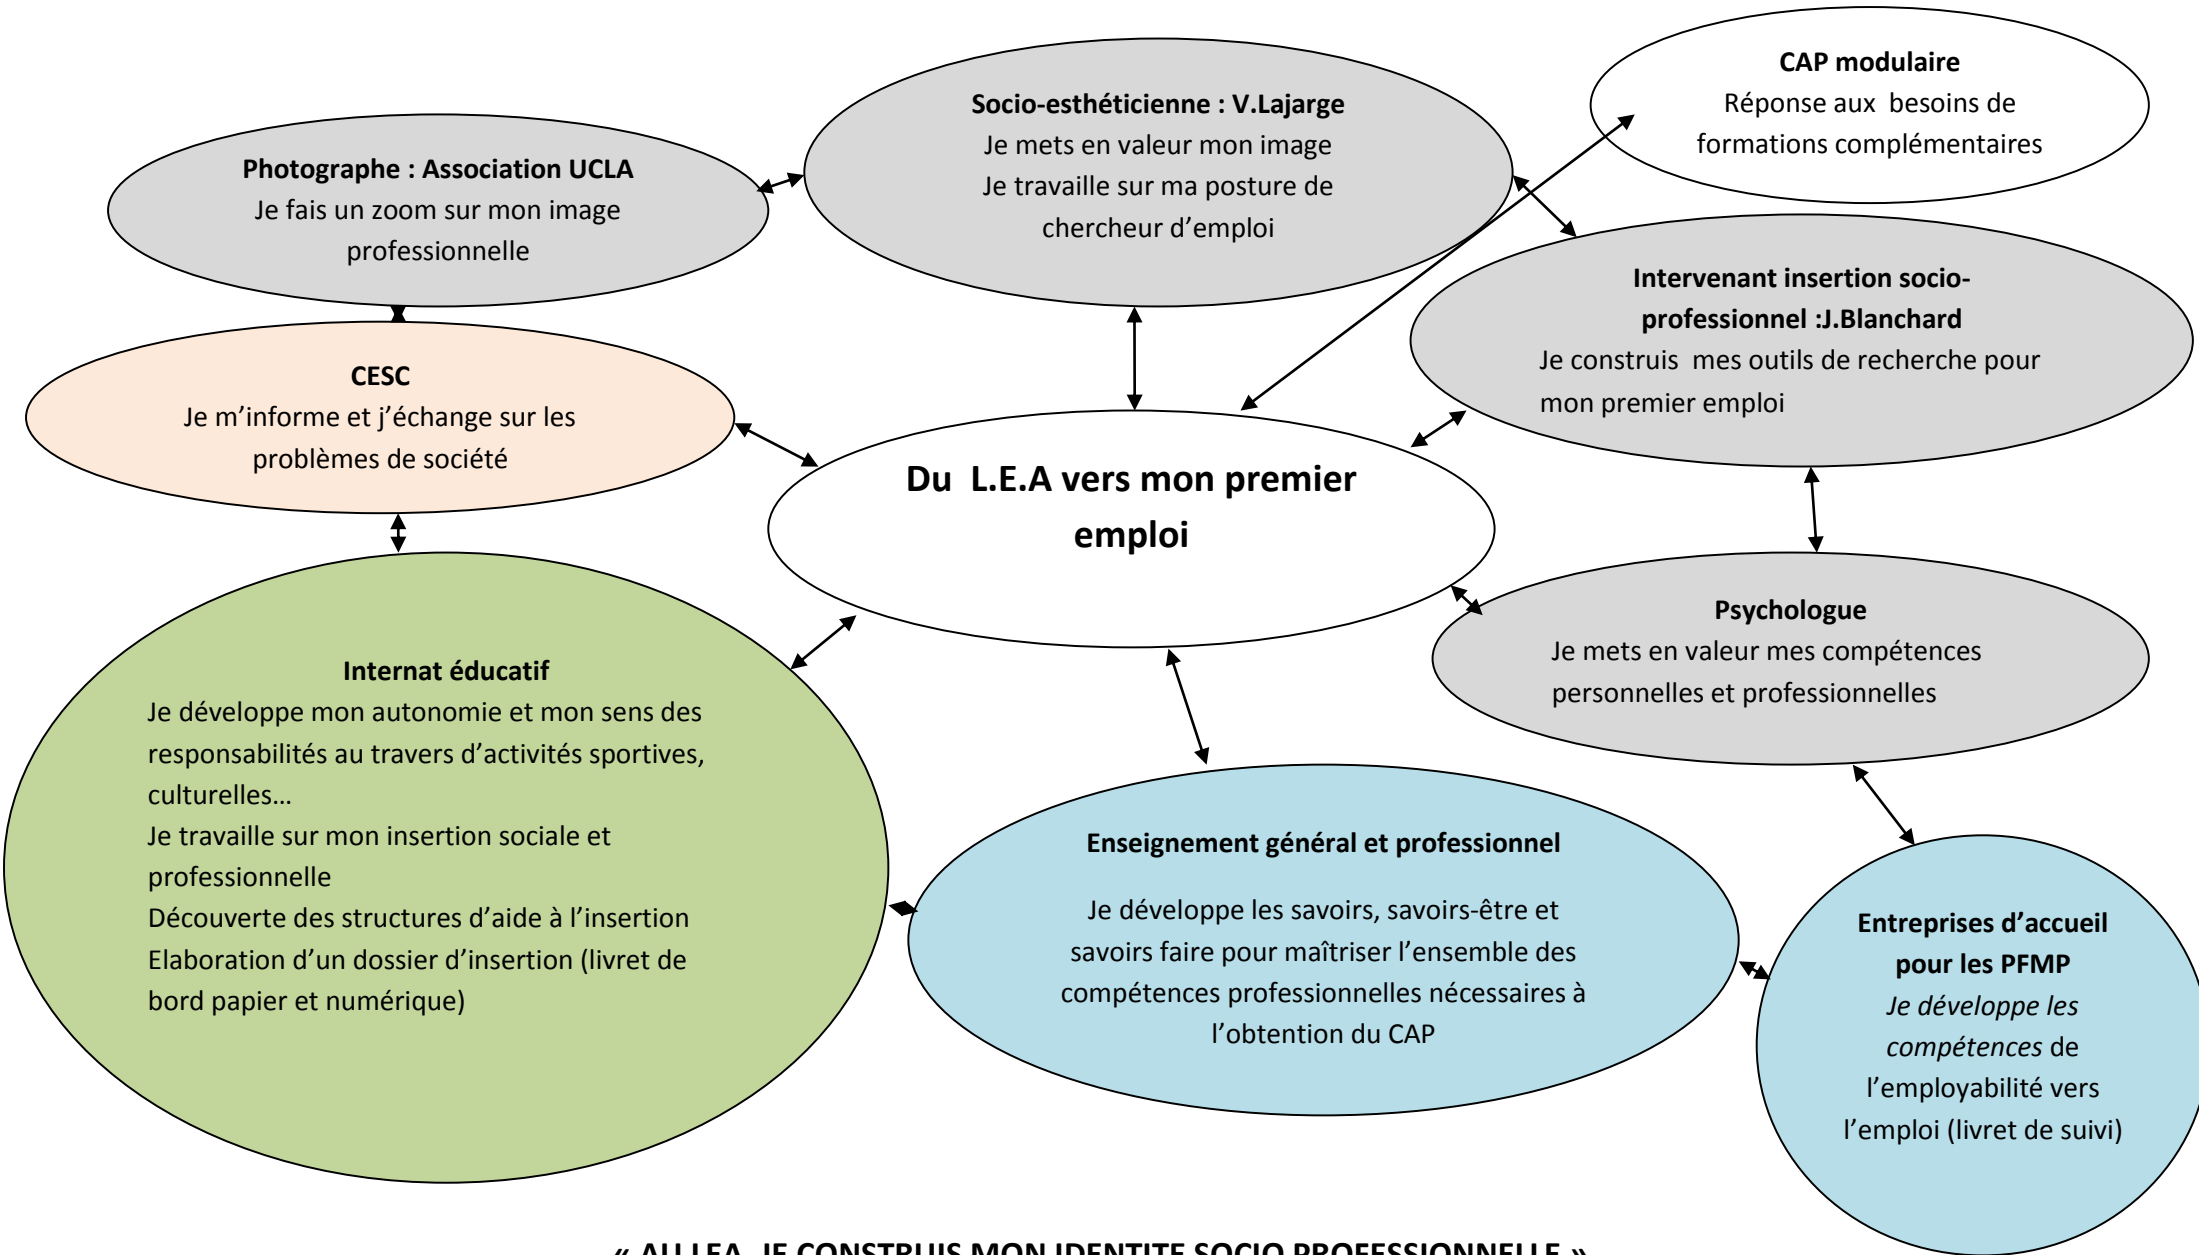 CAP modulaire
Réponse aux  besoins de
formations complémentaires
Socio-esthéticienne : V.Lajarge
Je mets en valeur mon image
Je travaille sur ma posture de
chercheur d’emploi
Photographe : Association UCLA
Je fais un zoom sur mon image
professionnelle
Intervenant insertion socio-
professionnel :J.Blanchard
Je construis  mes outils de recherche pour
mon premier emploi
CESC
Je m’informe et j’échange sur les
problèmes de société
Du  L.E.A vers mon premier
emploi
Psychologue
Je mets en valeur mes compétences
personnelles et professionnelles
Internat éducatif
Je développe mon autonomie et mon sens des
responsabilités au travers d’activités sportives,
culturelles…
Je travaille sur mon insertion sociale et
professionnelle
Découverte des structures d’aide à l’insertion
Elaboration d’un dossier d’insertion (livret de
bord papier et numérique)
Enseignement général et professionnel
Je développe les savoirs, savoirs-être et
savoirs faire pour maîtriser l’ensemble des
compétences professionnelles nécessaires à
l’obtention du CAP
Entreprises d’accueil
pour les PFMP
Je développe les
compétences de
l’employabilité vers
l’emploi (livret de suivi)
« AU LEA, JE CONSTRUIS MON IDENTITE SOCIO PROFESSIONNELLE »